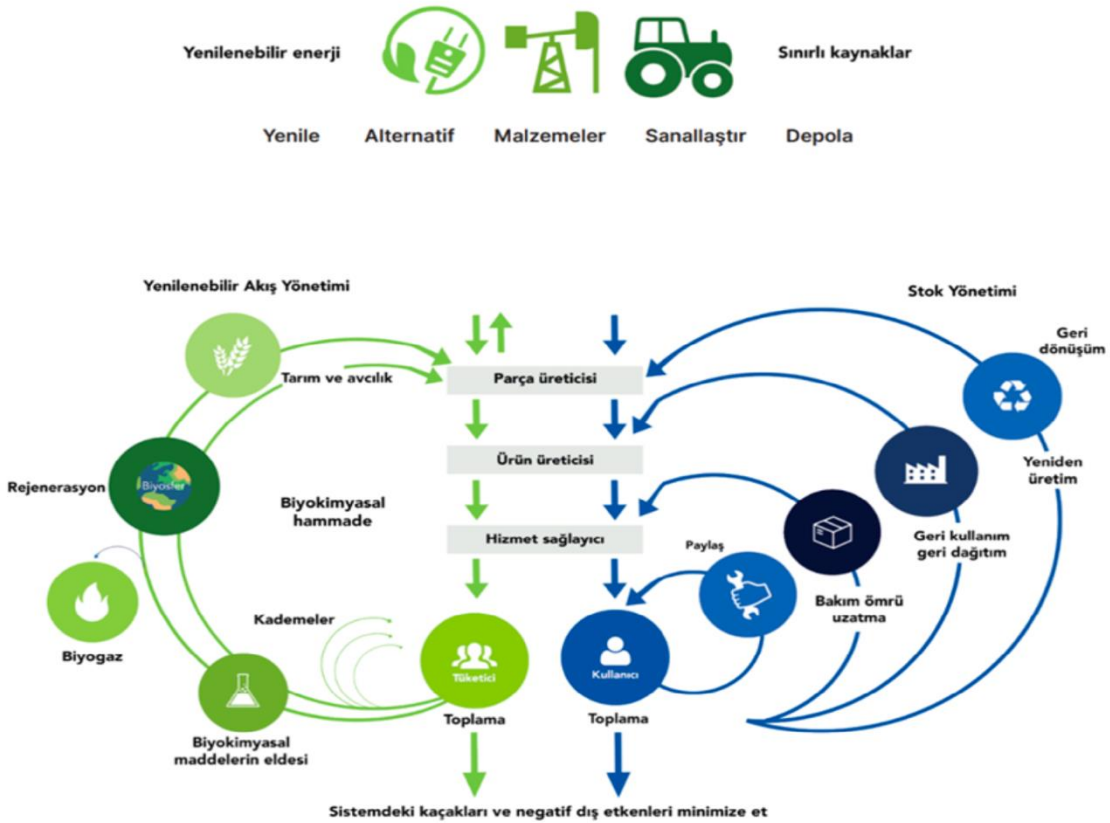 Yenilenebilir enerji
Sınırlı kaynaklar
Yenile Alternatif Malzemeler Sanallaştır Depola
Yenilenebilir Akış Yönetimi
Stok Yönetimi
Geri
dönüşüm
Tarım ve avcılık
Parça üreticisi
Ürün üreticisi
Yeniden
üretim
Rejenerasyon
Biyosfer
Biyokimyasal
hammade
Hizmet sağlayıcı
Paylaş
Geri kullanım
geri dağıtım
Bakım ömrü
uzatma
Kademeler
Biyogaz
Tüketici
Kullanıcı
Toplama
Toplama
Biyokimyasal
maddelerin eldesi
Sistemdeki kaçakları ve negatif dış etkenleri minimize et